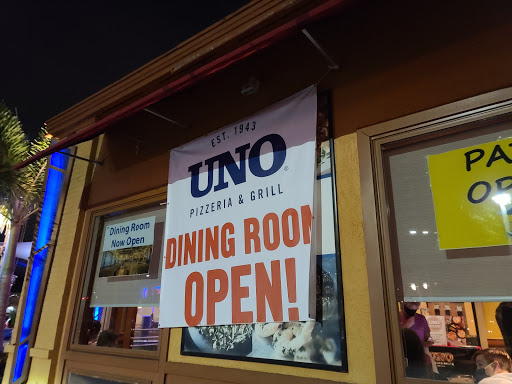 Dining Room
Now Open
EST. 1943
UNO®
PIZZERIA & GRILL
DINING ROOM
OPEN!